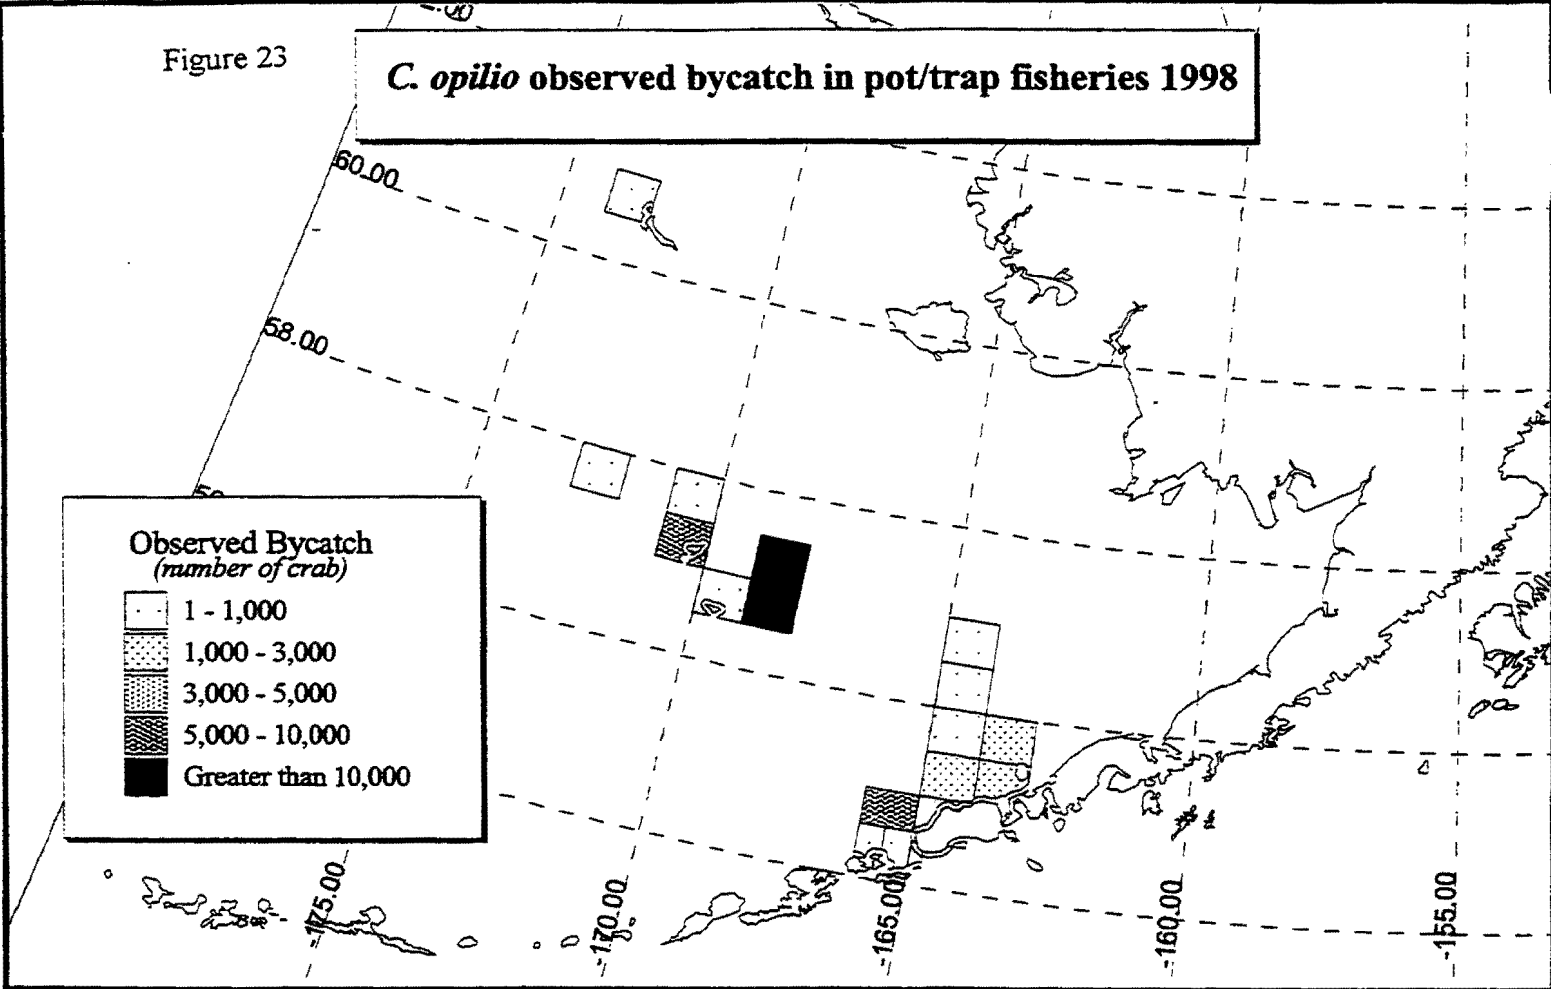 Figure 23
C. opilio observed bycatch in pot/trap fisheries 1998
60.00
58.00
Observed Bycatch
(number of crab)
1 - 1,000
1,000 - 3,000
3,000 - 5,000
5,000 - 10,000
Greater than 10,000
-175.00
-170.00
-165.00
-160.00
-155.00